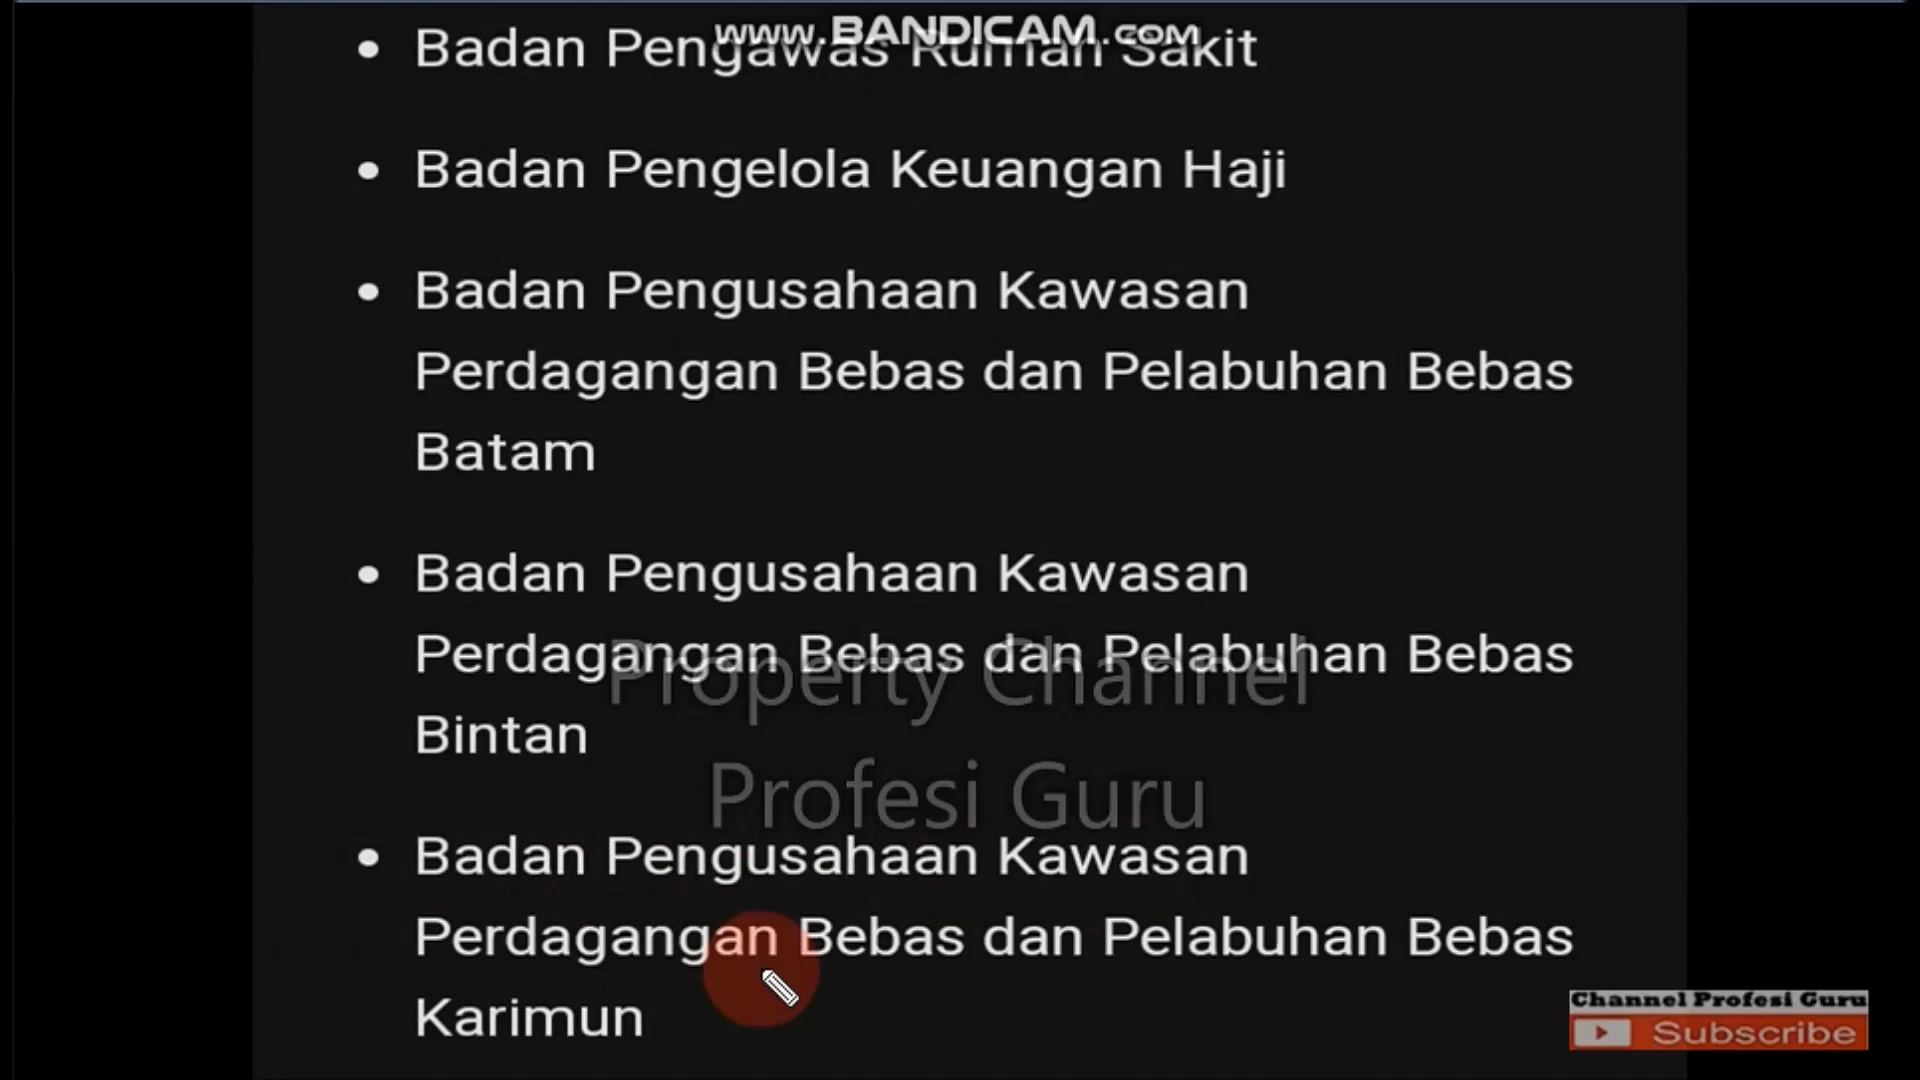 www.BANDICAM.com
• Badan Pengawas Rumah Sakit
• Badan Pengelola Keuangan Haji
• Badan Pengusahaan Kawasan
Perdagangan Bebas dan Pelabuhan Bebas
Batam
• Badan Pengusahaan Kawasan
Perdagangan Bebas dan Pelabuhan Bebas
Bintan
Property Channel
Profesi Guru
• Badan Pengusahaan Kawasan
Perdagangan Bebas dan Pelabuhan Bebas
Karimun
Channel Profesi Guru
Subscribe